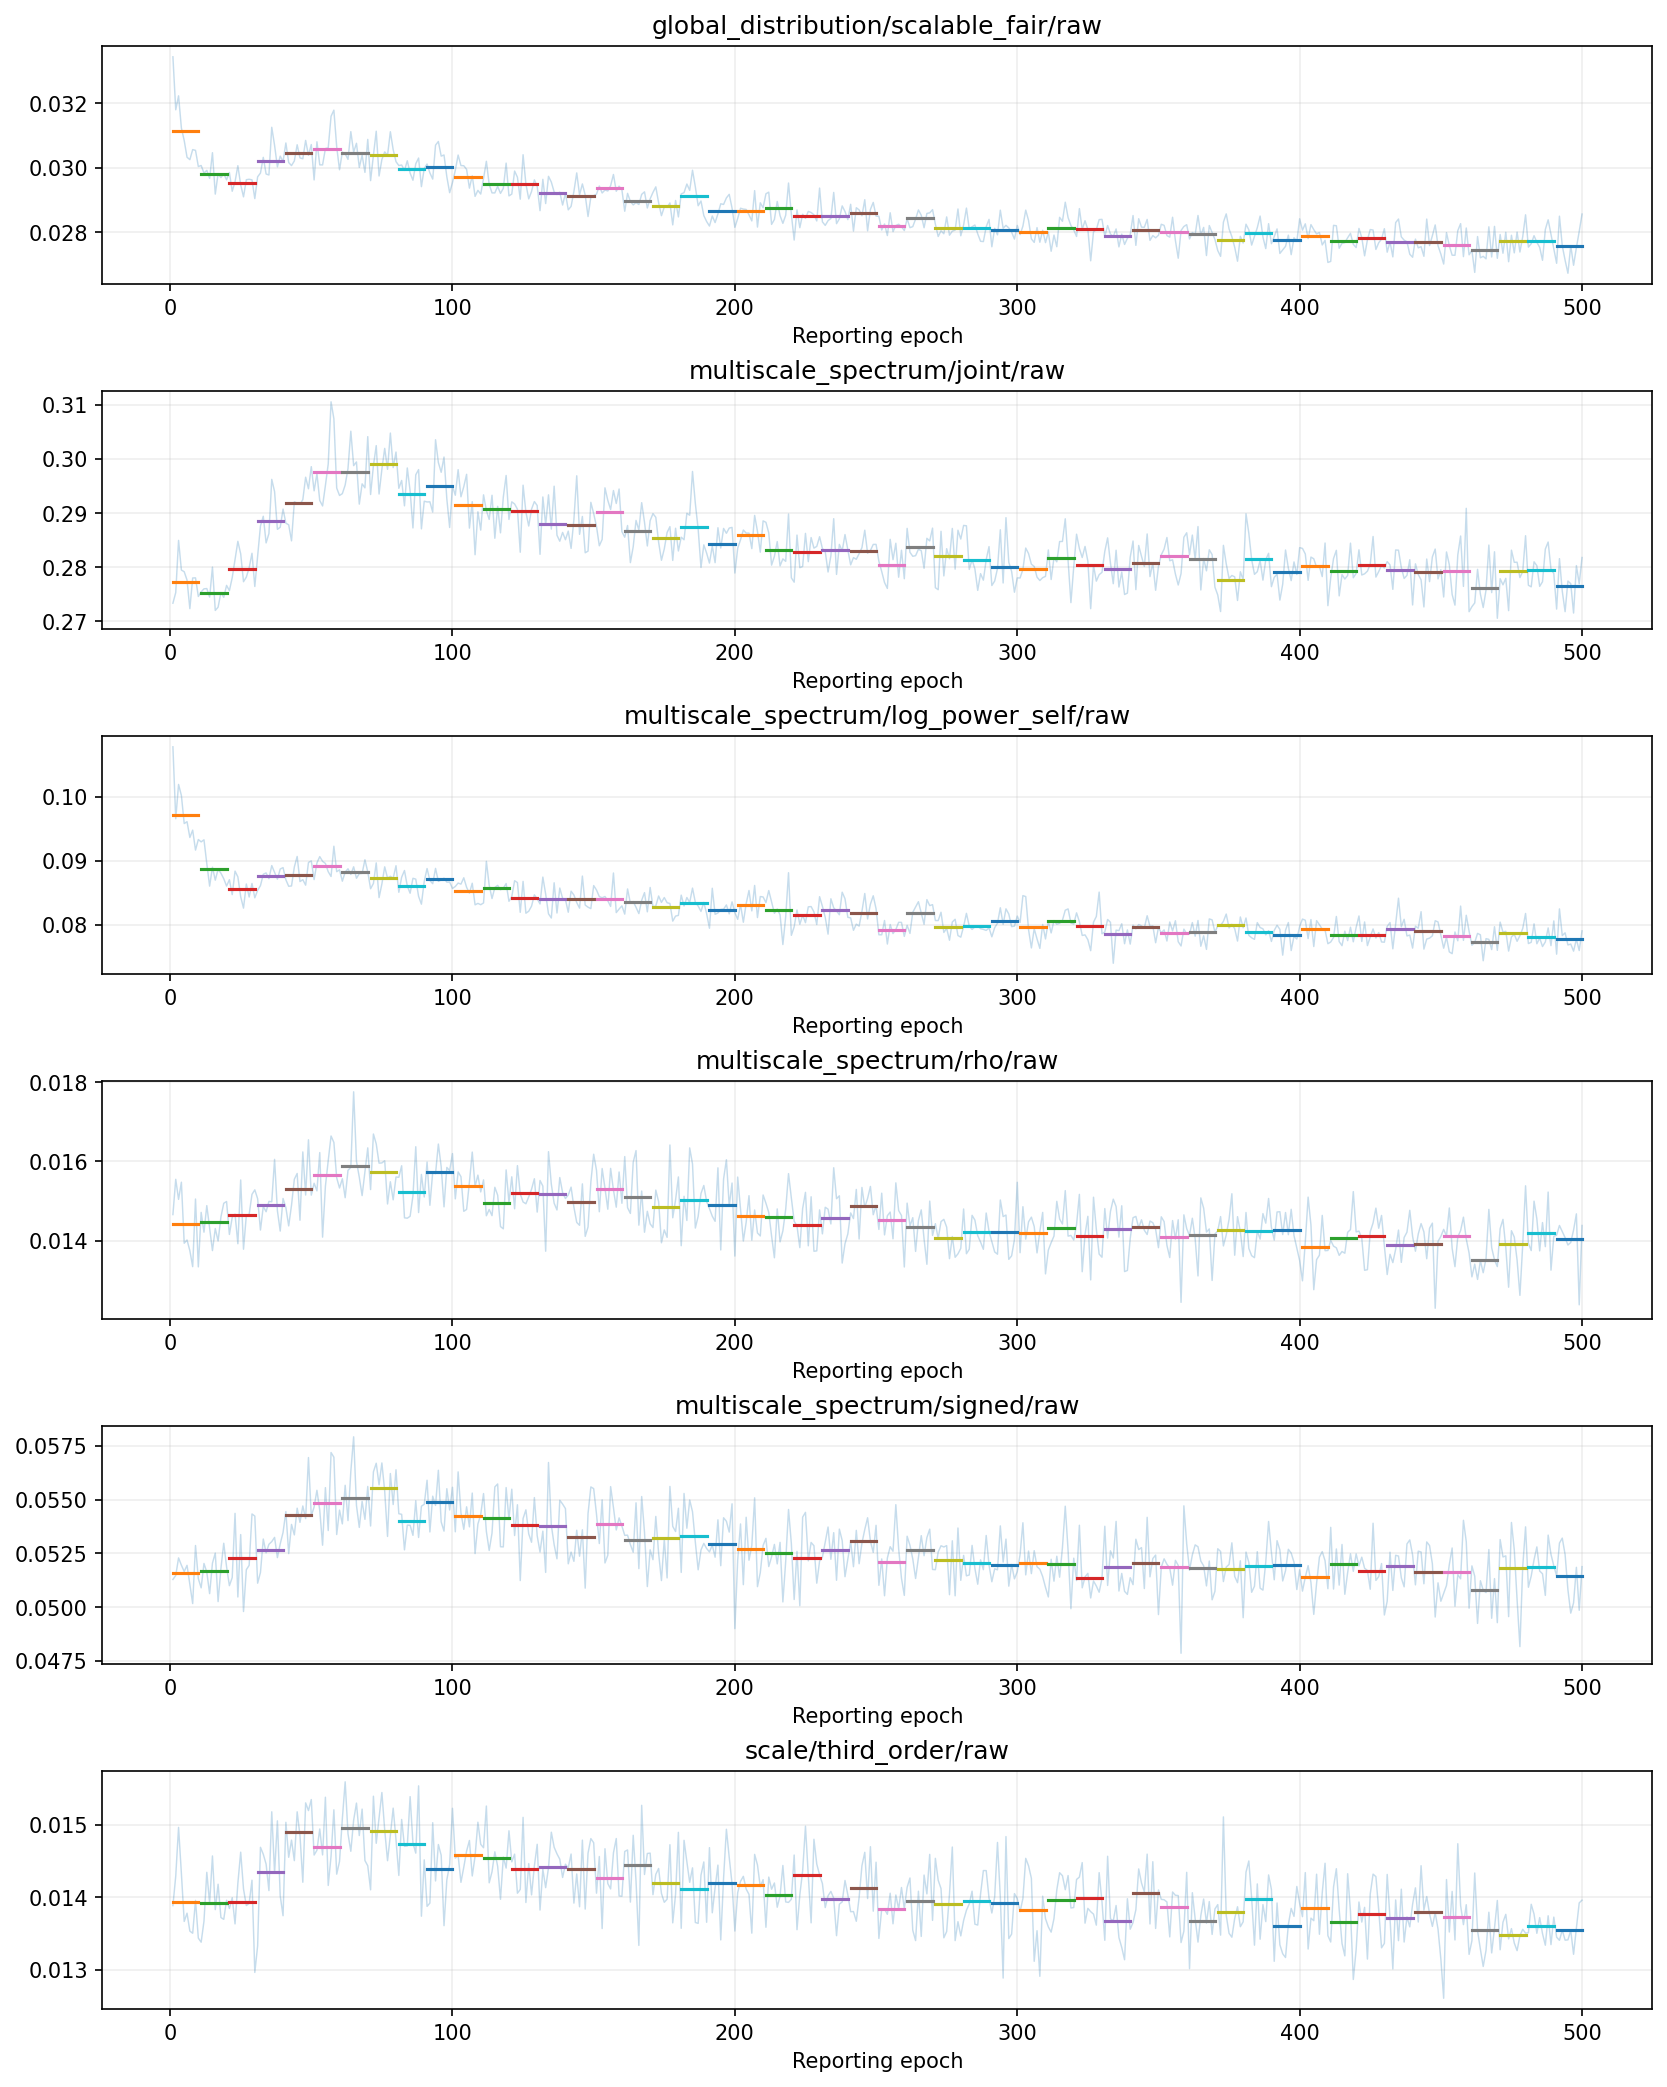 global_distribution/scalable_fair/raw
0.032
0.030
0.028
0 100 200 300 400 500
Reporting epoch
multiscale_spectrum/joint/raw
0.31
0.30
0.29
0.28
0.27
0 100 200 300 400 500
Reporting epoch
multiscale_spectrum/log_power_self/raw
0.10
0.09
0.08
0 100 200 300 400 500
Reporting epoch
multiscale_spectrum/rho/raw
0.018
0.016
0.014
0 100 200 300 400 500
Reporting epoch
multiscale_spectrum/signed/raw
0.0575
0.0550
0.0525
0.0500
0.0475
0 100 200 300 400 500
Reporting epoch
scale/third_order/raw
0.015
0.014
0.013
0 100 200 300 400 500
Reporting epoch